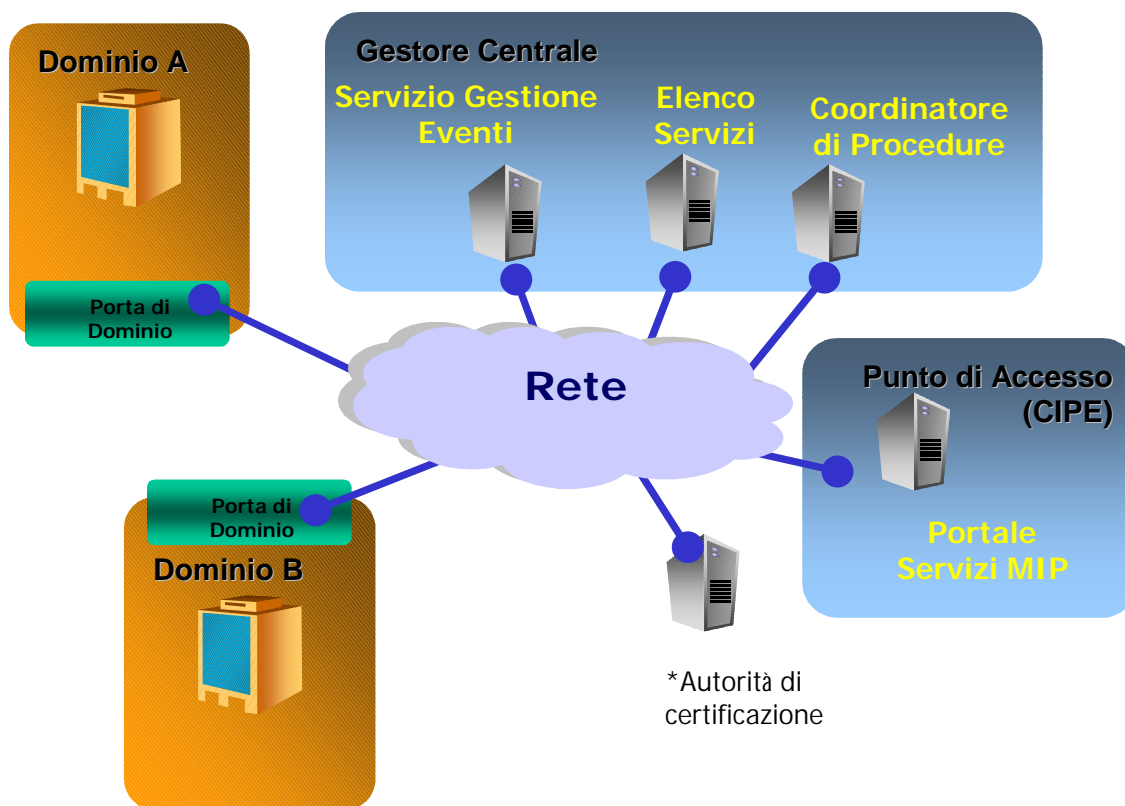 Dominio A
Gestore Centrale
Servizio Gestione
Eventi
Elenco
Servizi
Coordinatore
di Procedure
Porta di
Dominio
Rete
Punto di Accesso
(CIPE)
Porta di
Dominio
Dominio B
Portale
Servizi MIP
*Autorità di
certificazione